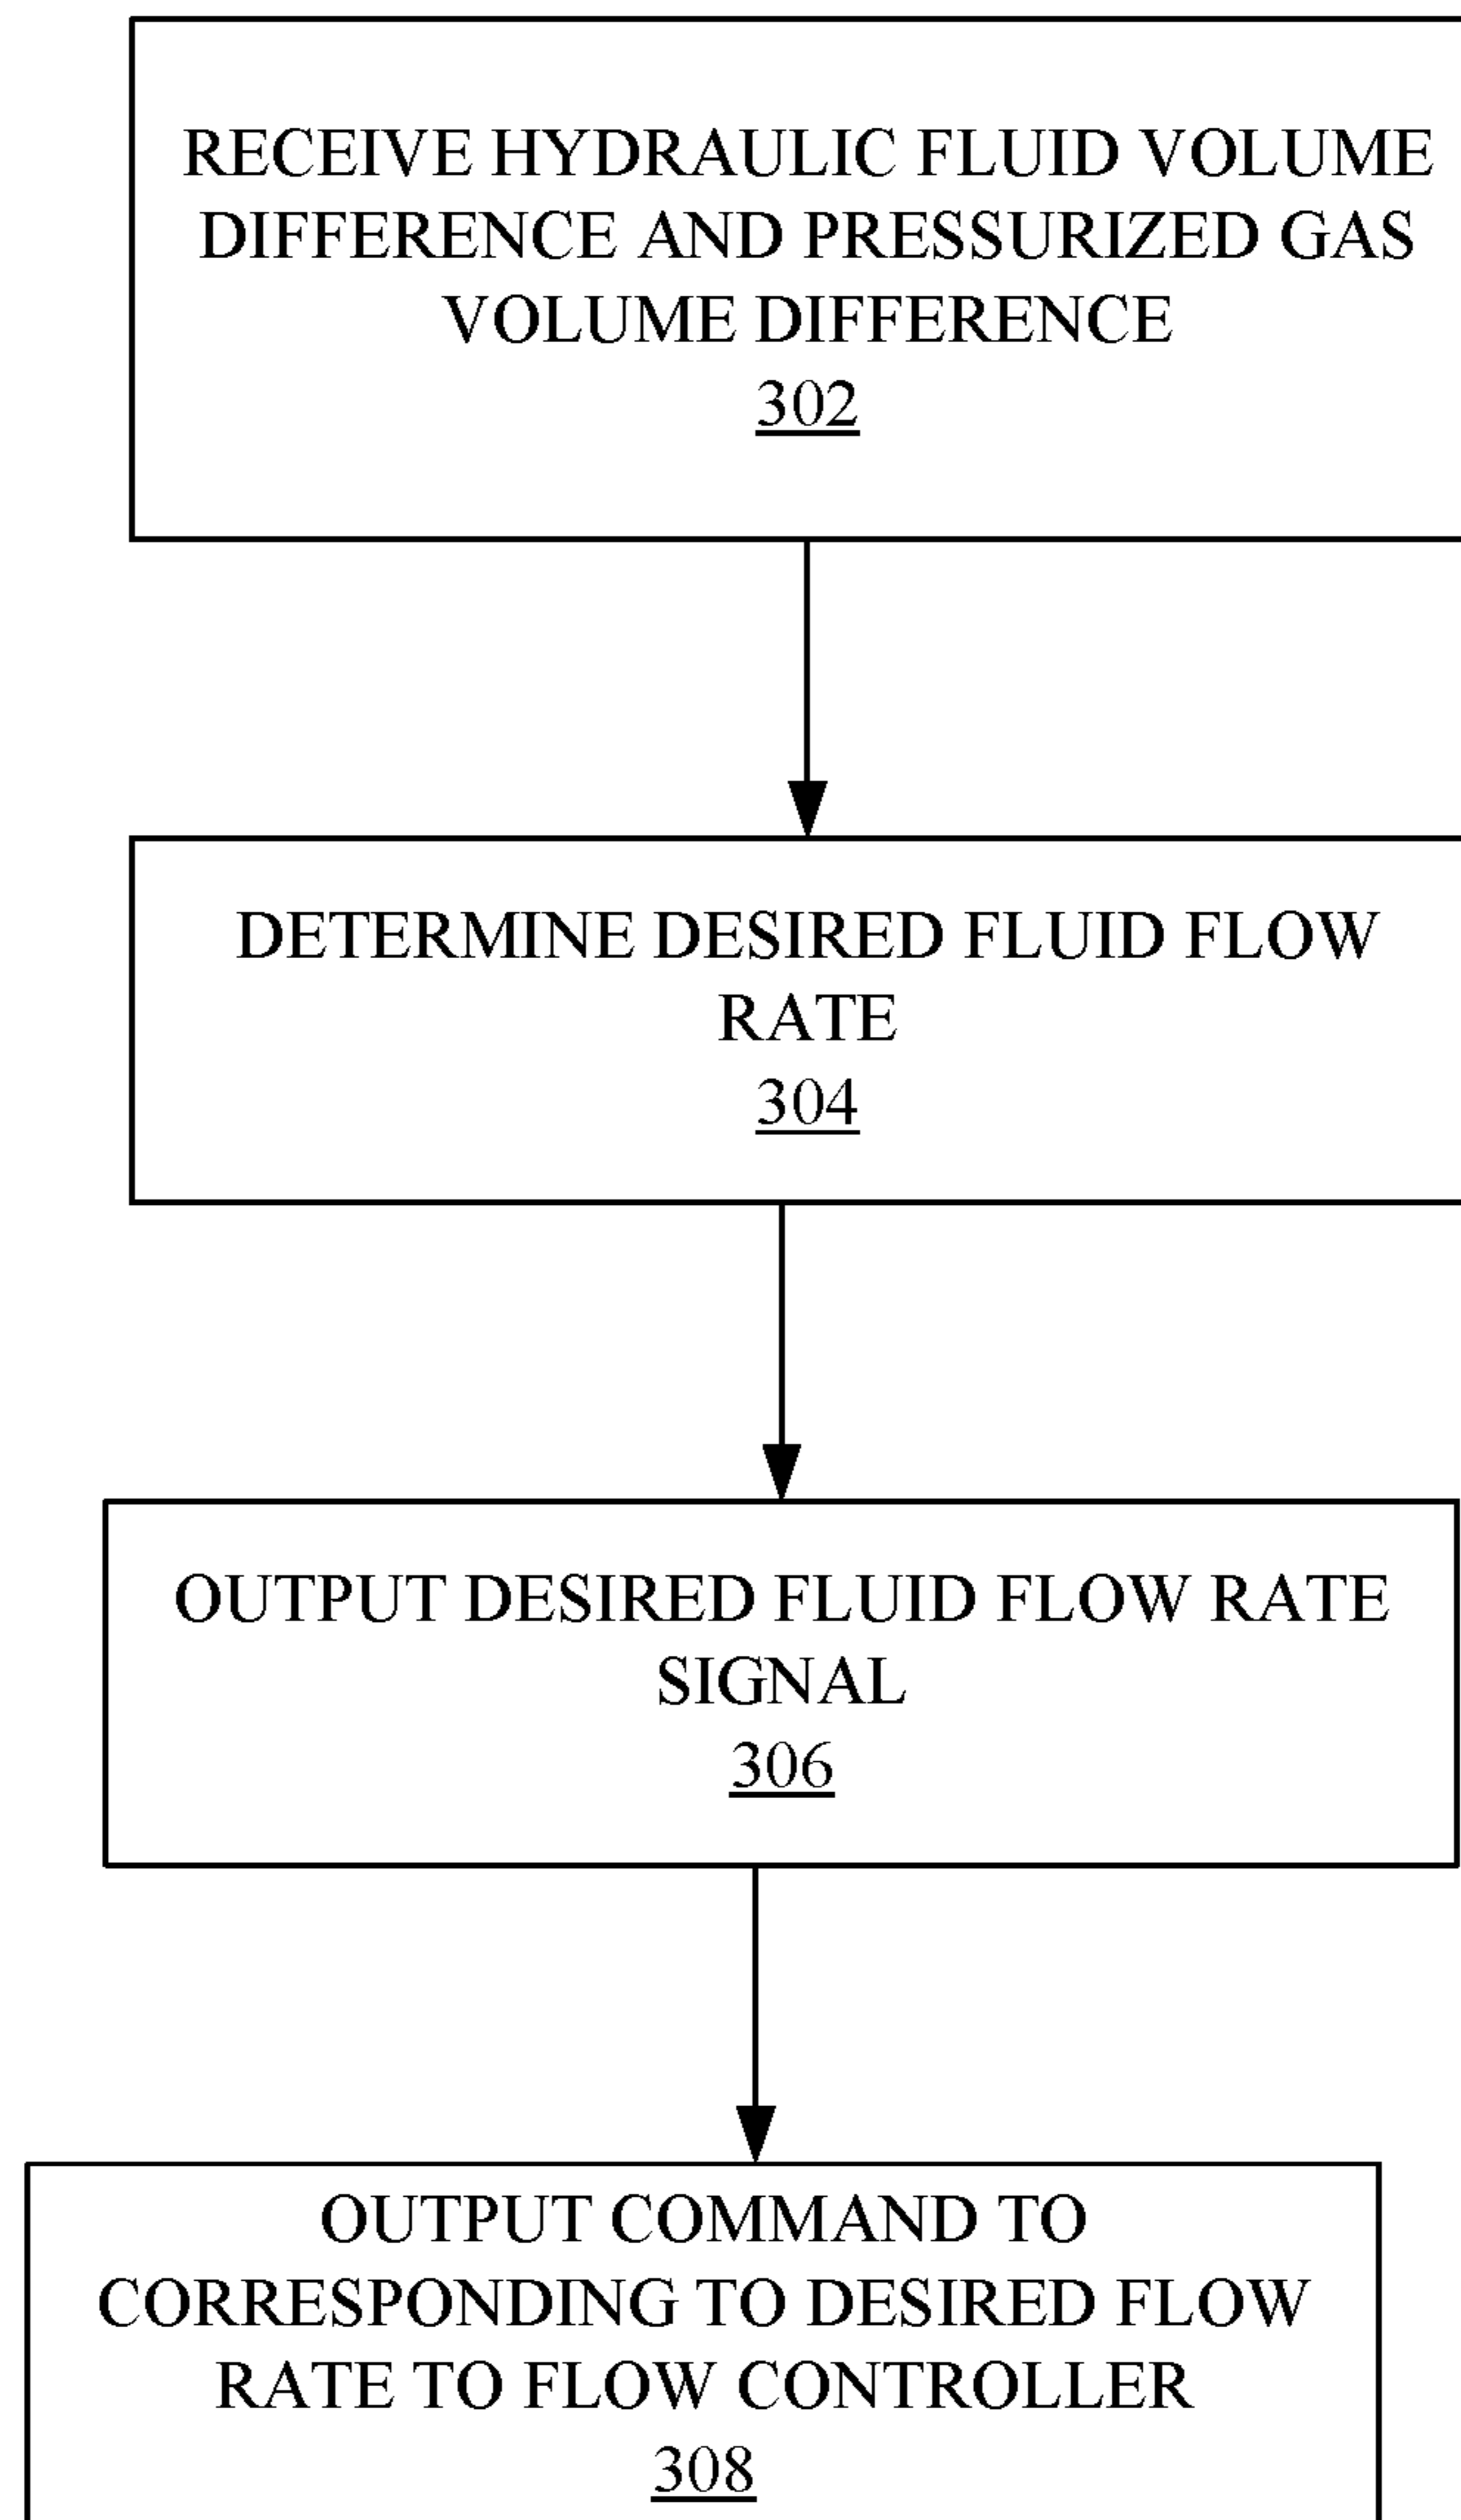 RECEIVE HYDRAULIC FLUID VOLUME
DIFFERENCE AND PRESSURIZED GAS
VOLUME DIFFERENCE
302
DETERMINE DESIRED FLUID FLOW
RATE
304
OUTPUT DESIRED FLUID FLOW RATE
SIGNAL
306
OUTPUT COMMAND TO
CORRESPONDING TO DESIRED FLOW
RATE TO FLOW CONTROLLER
308